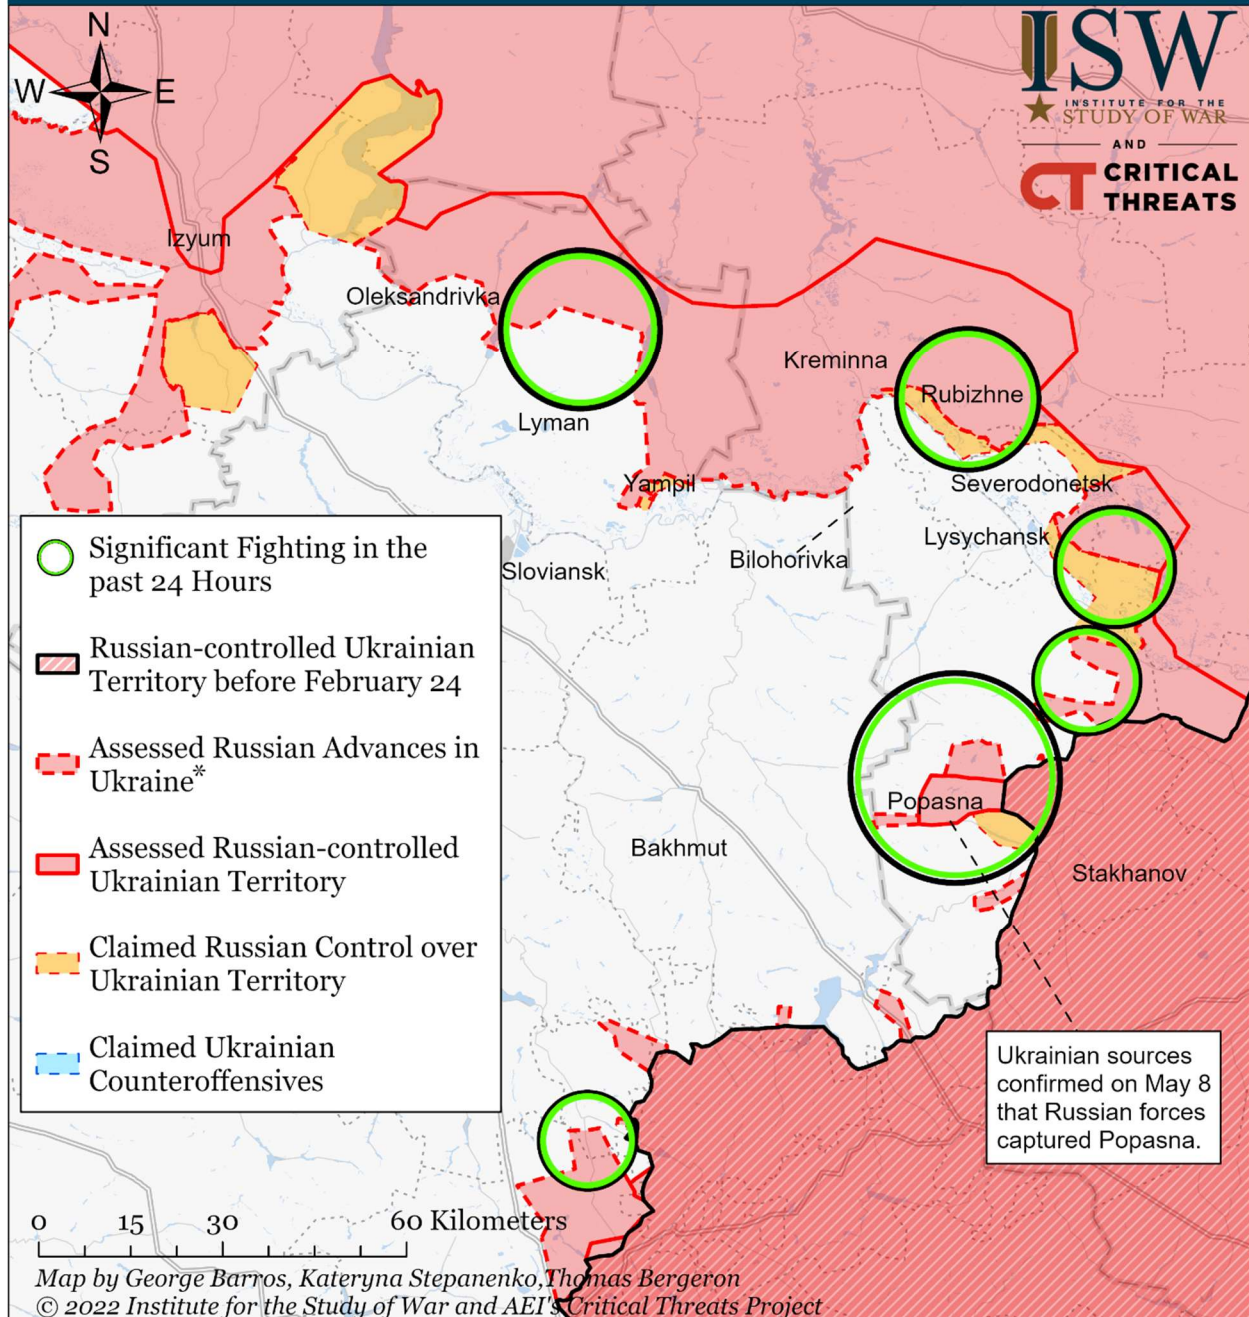 N
W E
S
ISW
INSTITUTE FOR THE
STUDY OF WAR
AND
CT CRITICAL
THREATS
Izyum
Oleksandrivka
Kreminna
Rubizhne
Lyman
Yampil
Severodonetsk
Lysychansk
Bilohorivka
Sloviansk
Popasna
Bakhmut
Stakhanov
Significant Fighting in the
past 24 Hours
Russian-controlled Ukrainian
Territory before February 24
Assessed Russian Advances in
Ukraine*
Assessed Russian-controlled
Ukrainian Territory
Claimed Russian Control over
Ukrainian Territory
Claimed Ukrainian
Counteroffensives
Ukrainian sources
confirmed on May 8
that Russian forces
captured Popasna.
0 15 30 60 Kilometers
Map by George Barros, Kateryna Stepanenko,Thomas Bergeron
© 2022 Institute for the Study of War and AEI's Critical Threats Project